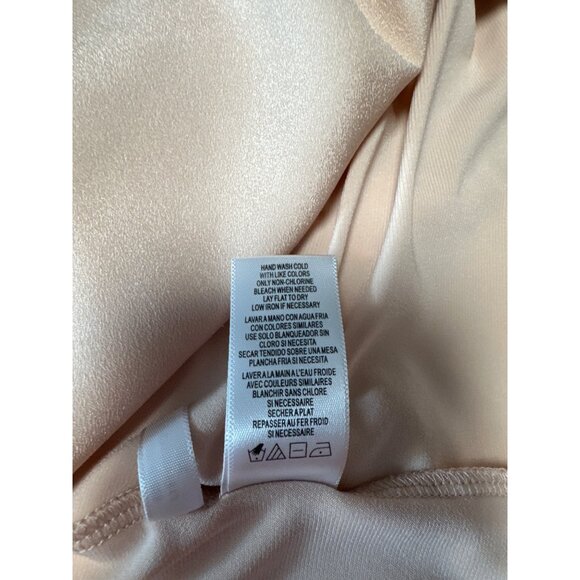 HAND WASH COLD
WITH LIKE COLORS
ONLY NON-CHLORINE
BLEACH WHEN NEEDED
LAY FLAT TO DRY
LOW IRON IF NECESSARY
LAVAR A MANO CON AGUA FRIA
CON COLORES SIMILARES
USE SOLO BLANQUEADOR SIN
CLORO SI NECESITA
SECAR TENDIDO SOBRE UNA MESA
PLANCHA FRIA SI NECESITA
LAVER A LA MAIN A L'EAU FROIDE
AVEC COULEURS SIMILAIRES
BLANCHIR SANS CHLORE
SI NECESSAIRE
SECHER A PLAT
REPASSER AU FER FROID
SI NECESSAIRE